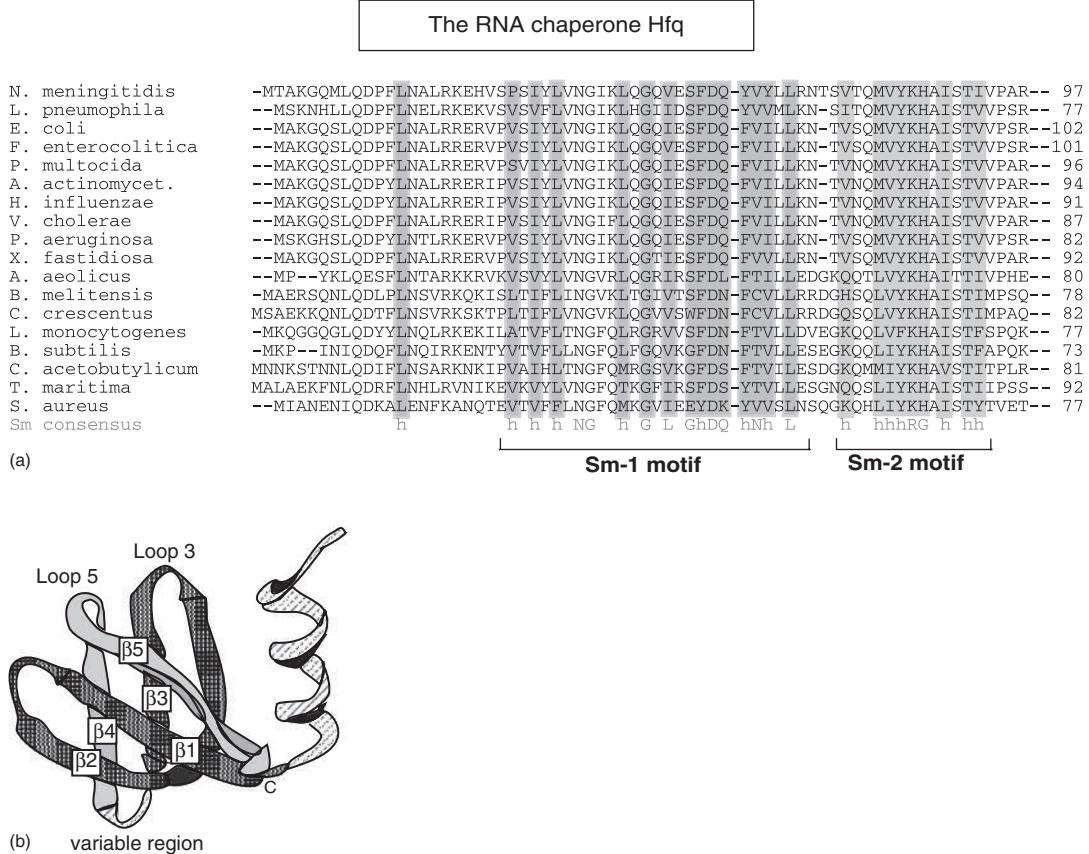 The RNA chaperone Hfq
N. meningitidis -MTAKGQMLQDPFLNALRKEHVSPSIYLVNGIKLQGQVESFDQ-YVYLLRNTSVTQMVYKHAISTIVPAR-- 97
L. pneumophila --MSKNHLLQDPFLNELRKEKVSVSVFLVNGIKLHGIIDSFDQ-YVVMLKN-SITQMVYKHAISTVVPSR-- 77
E. coli --MAKGQSLQDPFLNALRRERVPVSIYLVNGIKLQGQIESFDQ-FVILLKN-TVSQMVYKHAISTVVPSR--102
F. enterocolitica --MAKGQSLQDPFLNALRRERVPVSIYLVNGIKLQGQVESFDQ-FVILLKN-TVSQMVYKHAISTVVPSR--101
P. multocida --MAKGQSLQDPFLNALRRERIPVSVYLVNGIKLQGQIESFDQ-FVILLKN-TVNQMVYKHAISTVVPAR-- 96
A. actinomycet. --MAKGQSLQDPYLNALRRERIPVSIYLVNGIKLQGQIESFDQ-FVILLKN-TVNQMVYKHAISTVVPAR-- 94
H. influenzae --MAKGQSLQDPYLNALRRERIPVSIYLVNGIKLQGQIESFDQ-FVILLKN-TVNQMVYKHAISTVVPAR-- 91
V. cholerae --MAKGQSLQDPFLNALRRERIPVSIYLVNGIFLQGQIESFDQ-FVILLKN-TVNQMVYKHAISTVVPAR-- 87
P. aeruginosa --MSKGHSLQDPYLNTLRKERVPVSIYLVNGIKLQGQIESFDQ-FVILLKN-TVSQMVYKHAISTVVPSR-- 82
X. fastidiosa --MAKGQSLQDPFLNALRRERVPVSIYLVNGIKLQGTIESFDQ-FVVLLRN-TVSQMVYKHAISTVVPAR-- 92
A. aeolicus --MP--YKLQESFLNTARKKRVKVSVYLVNGVRLQGRIRSFDL-FTILLEDGKQQTLVYKHAITTIVPHE-- 80
B. melitensis --MAERSQNLQDLPLNSVRKQKISLTIFLINGVKLTGIVTSFDN-FCVLLRRDGHSQLVYKHAISTIMPSQ-- 78
C. crescentus MSAEKKQNLQDTFLNSVRKSKTPLTIFLVNGVKLQGVVSWFDN-FCVLLRRDGQSQLVYKHAISTIMPAQ-- 82
L. monocytogenes --MKQGGQGLQDYYLNQLRKEKILATVFLTNGFQLRGRVVSFDN-FTVLLDVEGKQQLVFKHAISTFSPQK-- 77
B. subtilis --MKP--INIQDQFLNQIRKENTYVTVFLLNGFQLFGQVKGFDN-FTVLLESEGKQQLIYKHAISTFAPQK-- 73
C. acetobutylicum MNNKSTNNLQDIFLNSARKNKIPVAIHLTNGFQMRGSVKGFDS-FTVILESDGKQMMIYKHAVSTITPLR-- 81
T. maritima MALAEKFNLQDRFLNHLRVNKIEVKVYLVNGFQTKGFIRSFDS-YTVLLESGNQQSLIYKHAISTIIPSS-- 92
S. aureus --MIANENIQDKALENFKANQTEVTVFFLNGFQMKGVIEEYDK-YVVSLNSQGKQHLIYKHAISTYTVET-- 77
Sm consensus h h h h NG h G L GhDQ hNh L h hhhRG h hh
Sm-1 motif Sm-2 motif
(a)
Loop 3
Loop 5
β5
β3
β4
β1
β2
C
(b) variable region